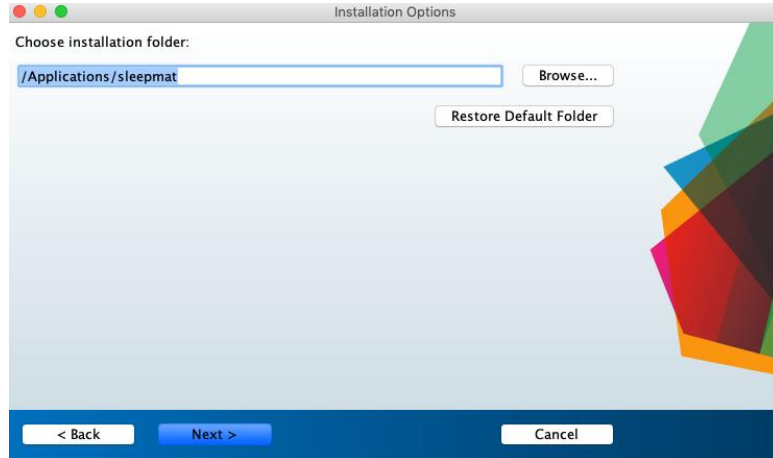 Installation Options
Choose installation folder:
/Applications/sleepmat
Browse...
Restore Default Folder
< Back
Next >
Cancel